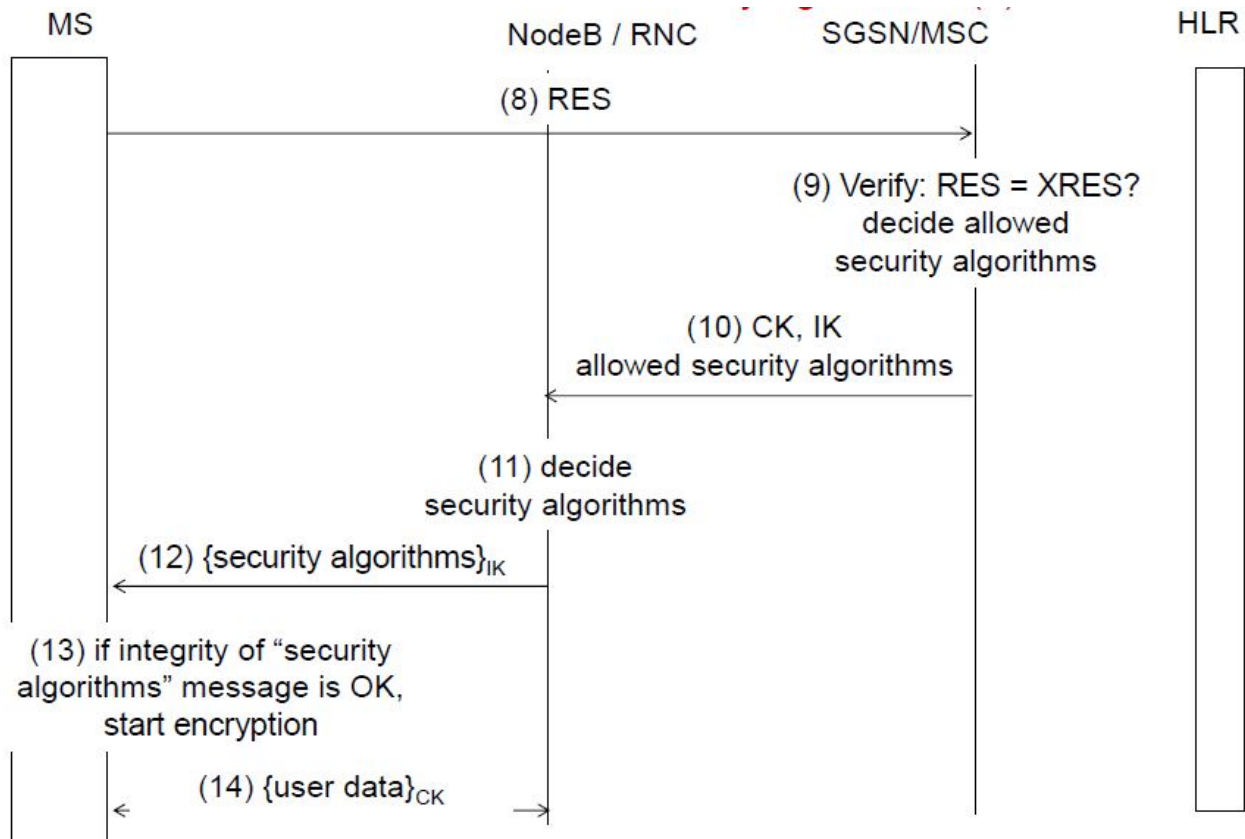 MS
NodeB / RNC
SGSN/MSC
HLR
(8) RES
(9) Verify: RES = XRES?
decide allowed
security algorithms
(10) CK, IK
allowed security algorithms
(11) decide
security algorithms
(12) {security algorithms}IK
(13) if integrity of “security
algorithms” message is OK,
start encryption
(14) {user data}CK